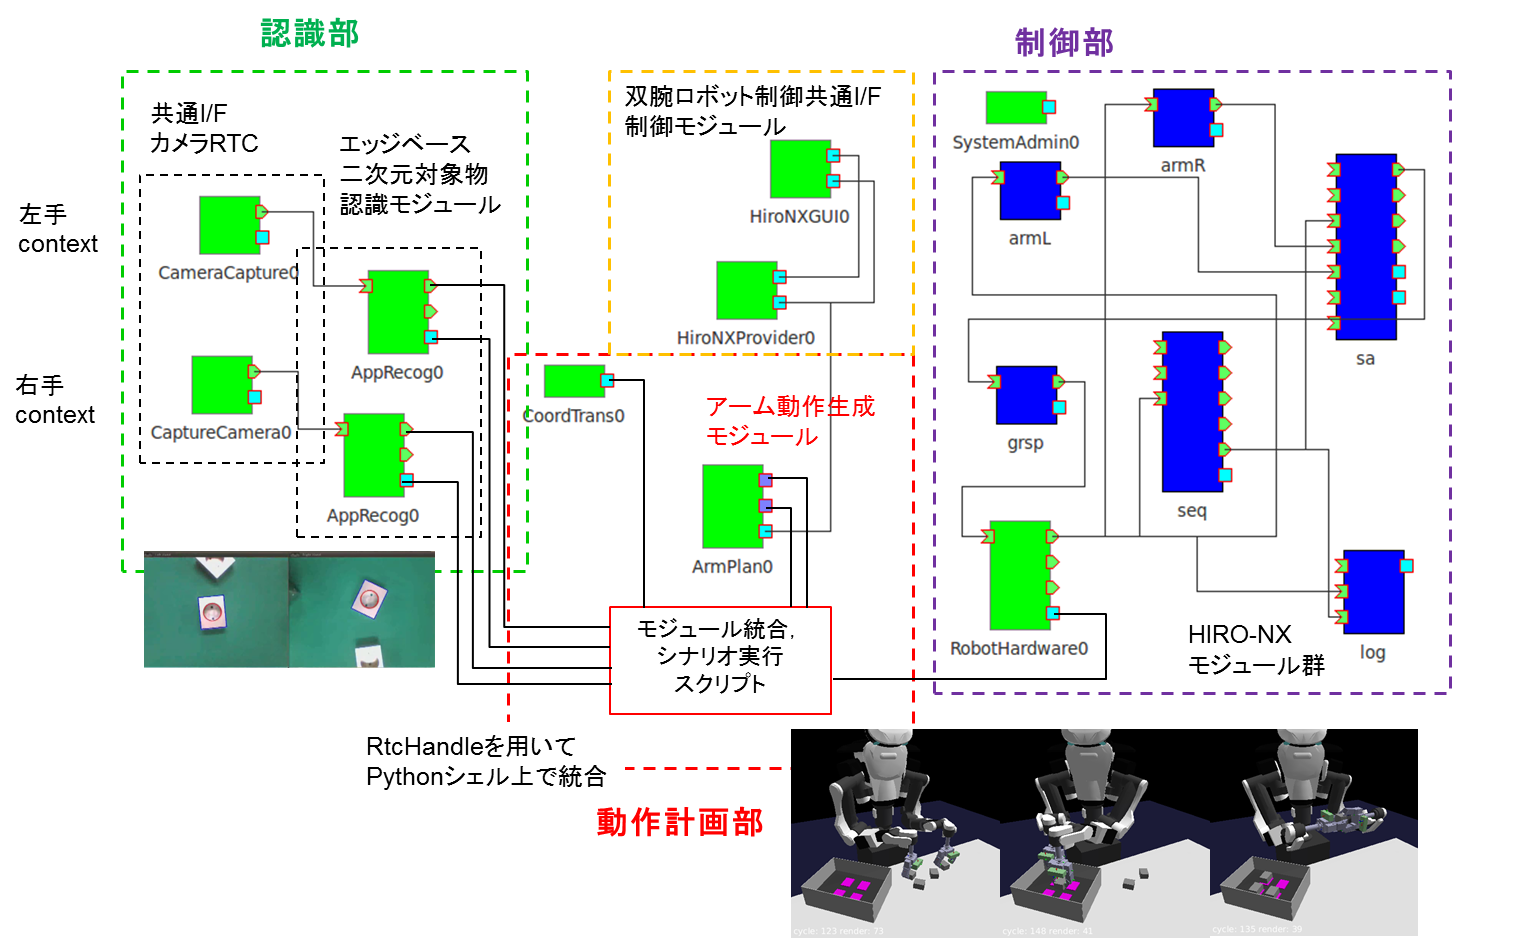 認識部
制御部
共通I/F
カメラRTC
エッジベース
二次元対象物
認識モジュール
双腕ロボット制御共通I/F
制御モジュール
左手
context
右手
context
CameraCapture0
CaptureCamera0
AppRecog0
AppRecog0
HiroNXGUI0
HiroNXProvider0
CoordTrans0
アーム動作生成
モジュール
ArmPlan0
SystemAdmin0
armR
armL
sa
grsp
seq
RobotHardware0
log
HIRO-NX
モジュール群
モジュール統合,
シナリオ実行
スクリプト
RtcHandleを用いて
Pythonシェル上で統合
動作計画部
cycle: 123 render: 73
cycle: 148 render: 41
cycle: 135 render: 39